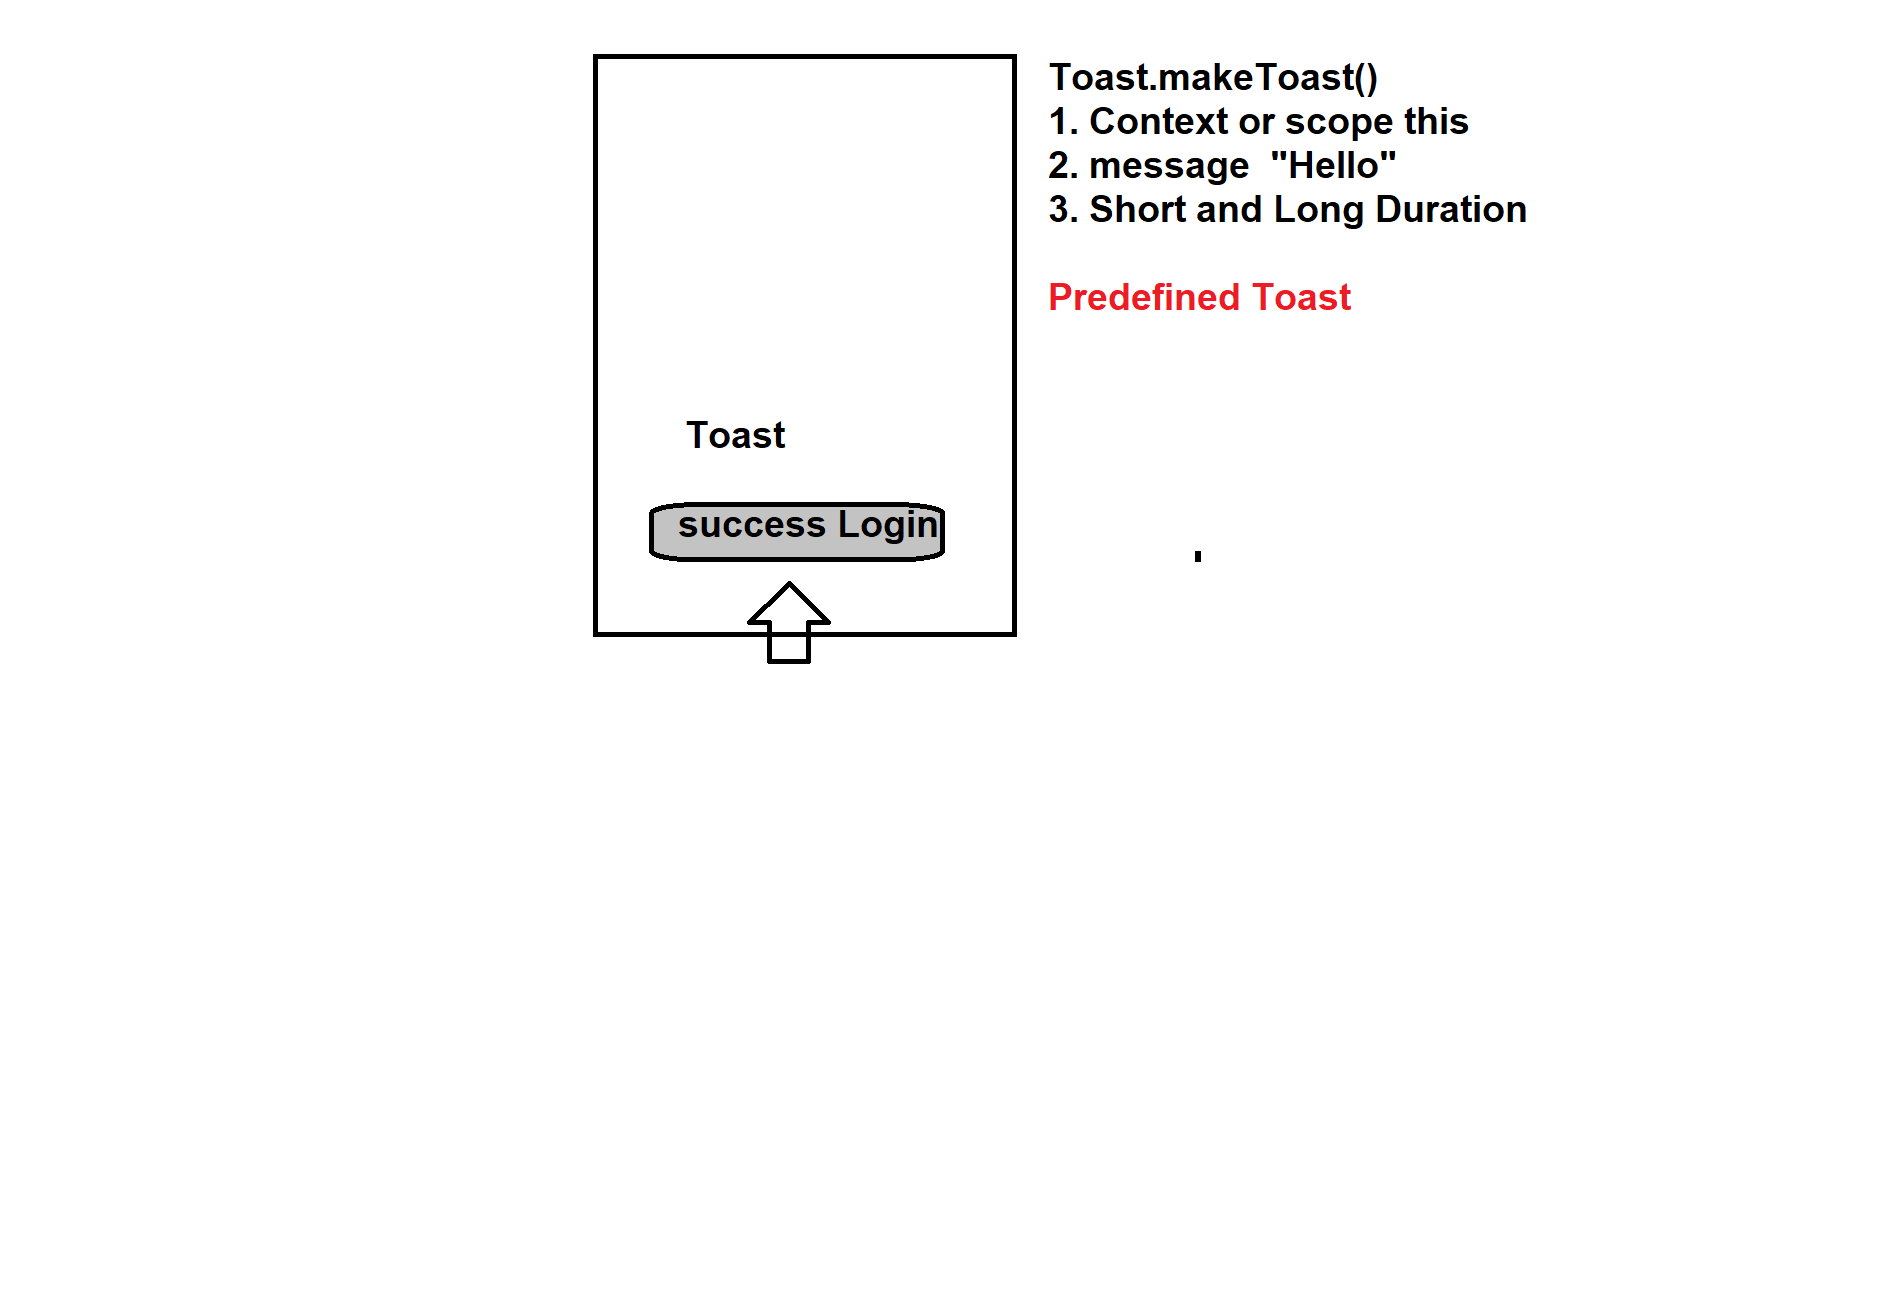 Toast.makeToast()
1. Context or scope this
2. message  "Hello"
3. Short and Long Duration
Predefined Toast
Toast
success Login